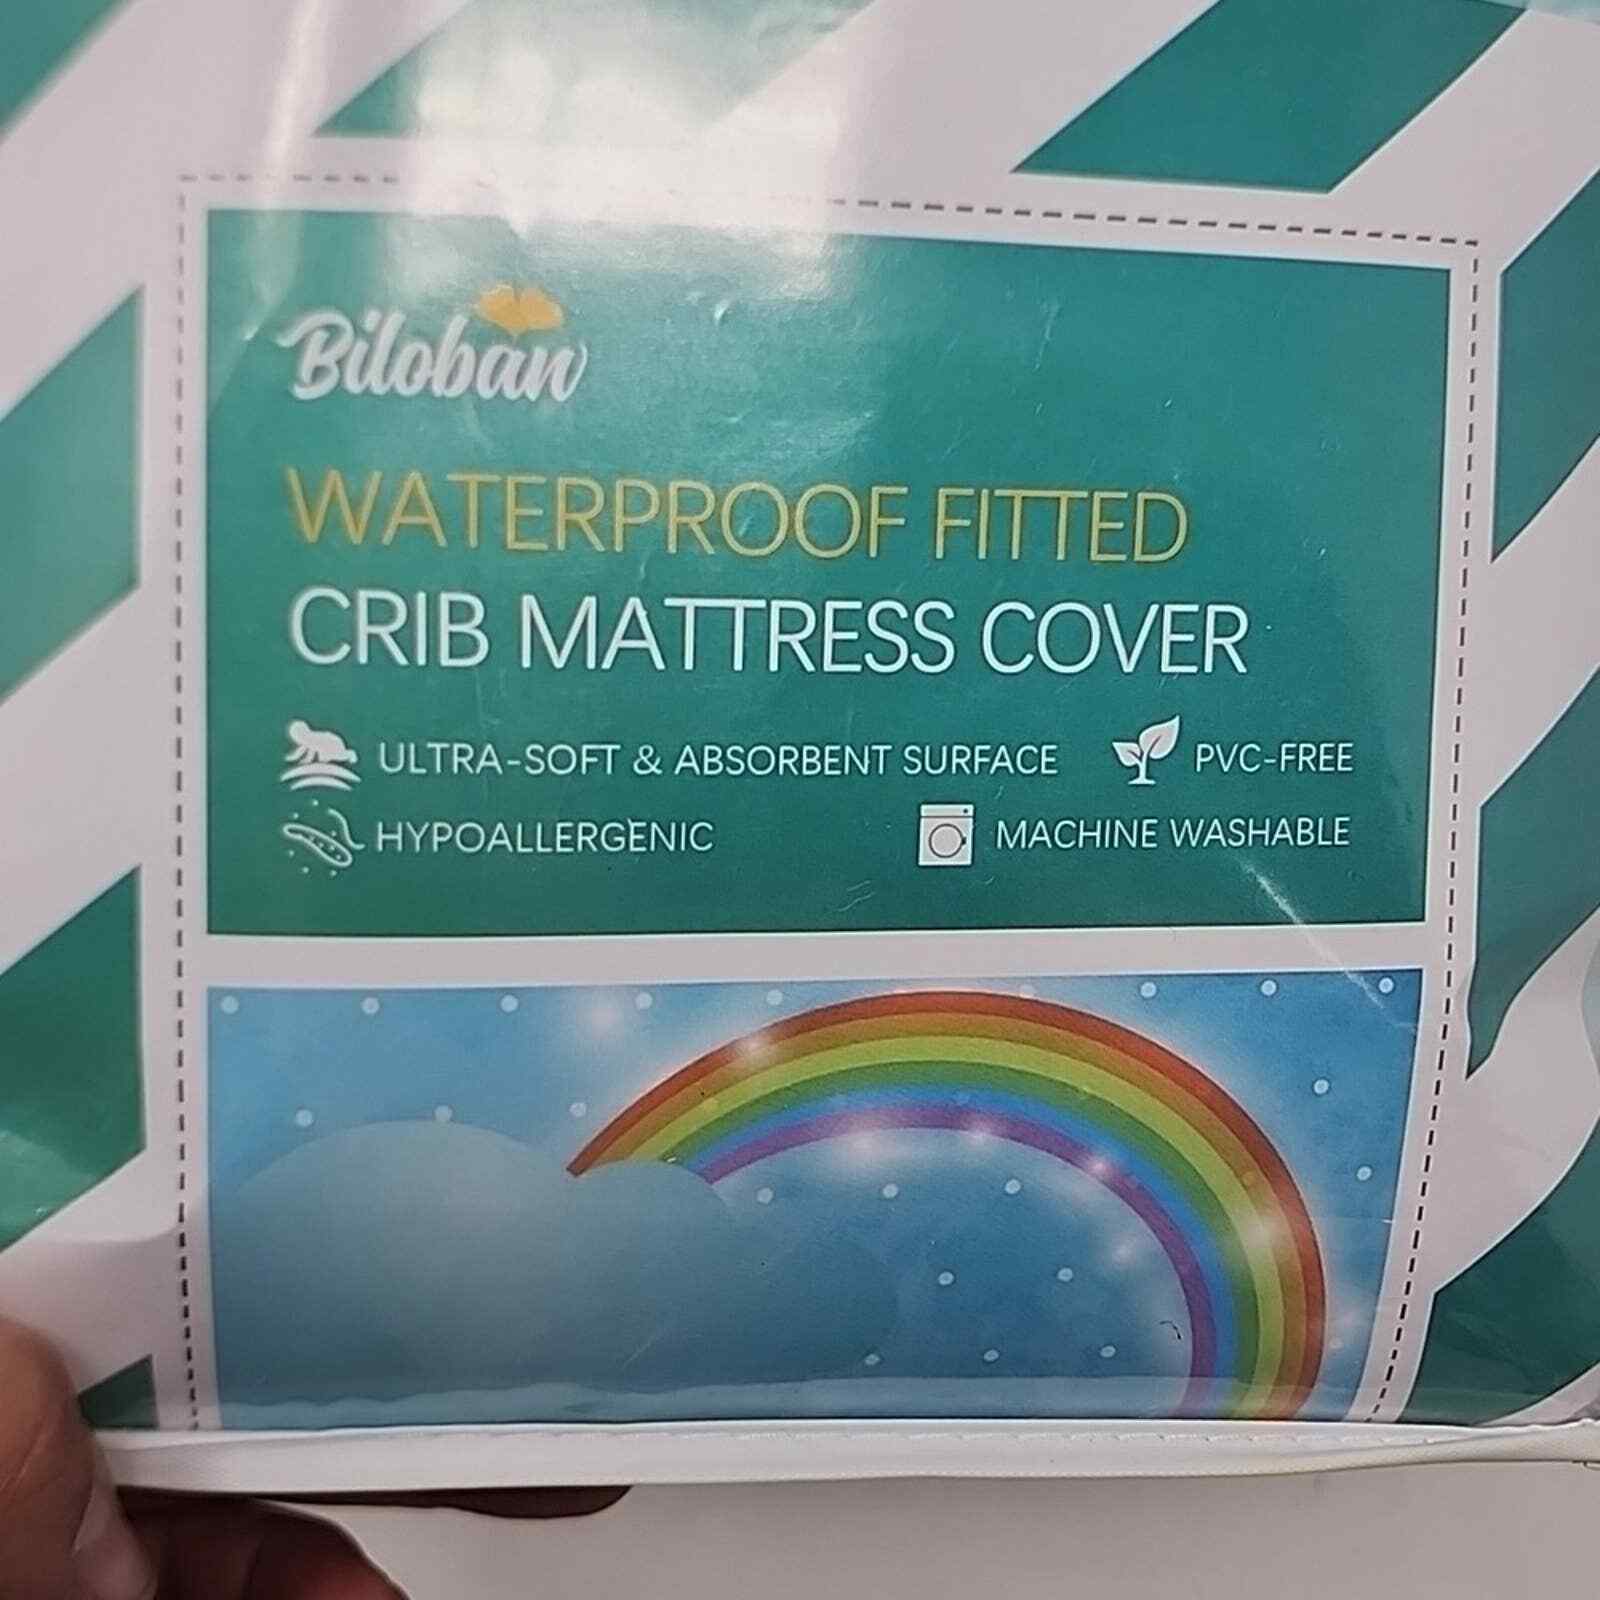 Biloban
WATERPROOF FITTED
CRIB MATTRESS COVER
ULTRA-SOFT & ABSORBENT SURFACE PVC-FREE
HYPOALLERGENIC MACHINE WASHABLE